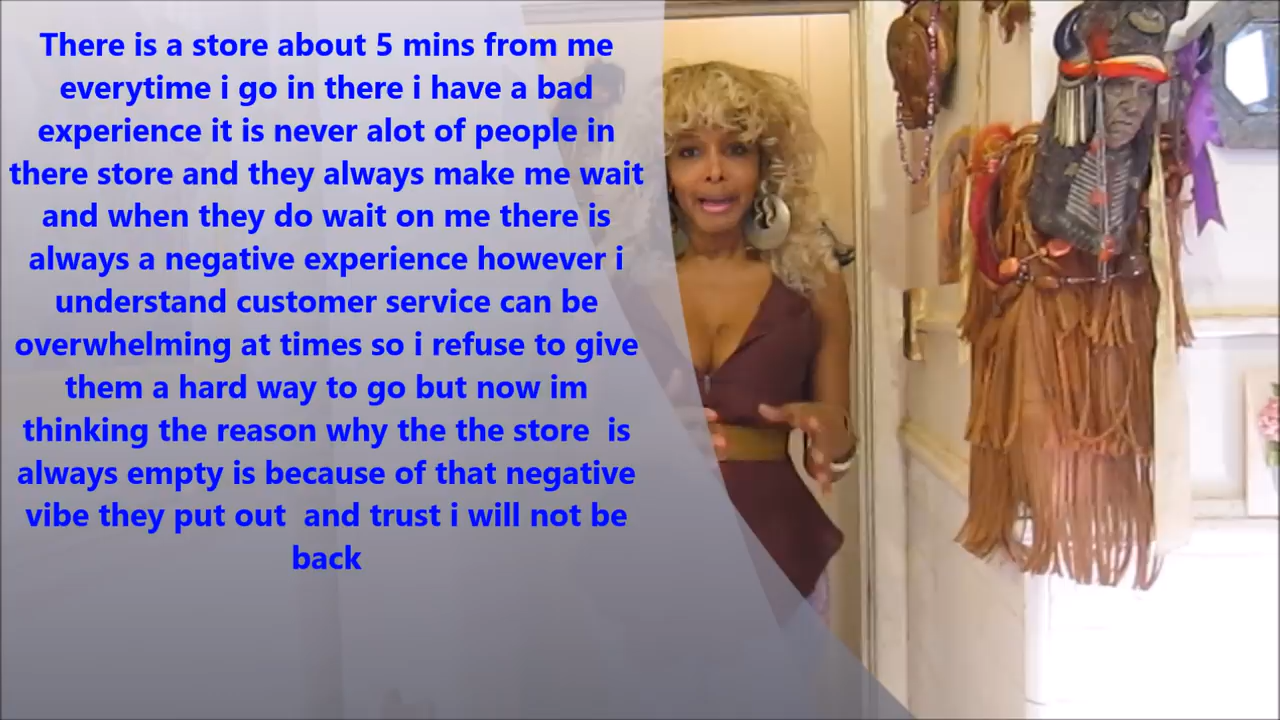 There is a store about 5 mins from me
everytime i go in there i have a bad
experience it is never alot of people in
there store and they always make me wait
and when they do wait on me there is
always a negative experience however i
understand customer service can be
overwhelming at times so i refuse to give
them a hard way to go but now im
thinking the reason why the the store  is
always empty is because of that negative
vibe they put out  and trust i will not be
back